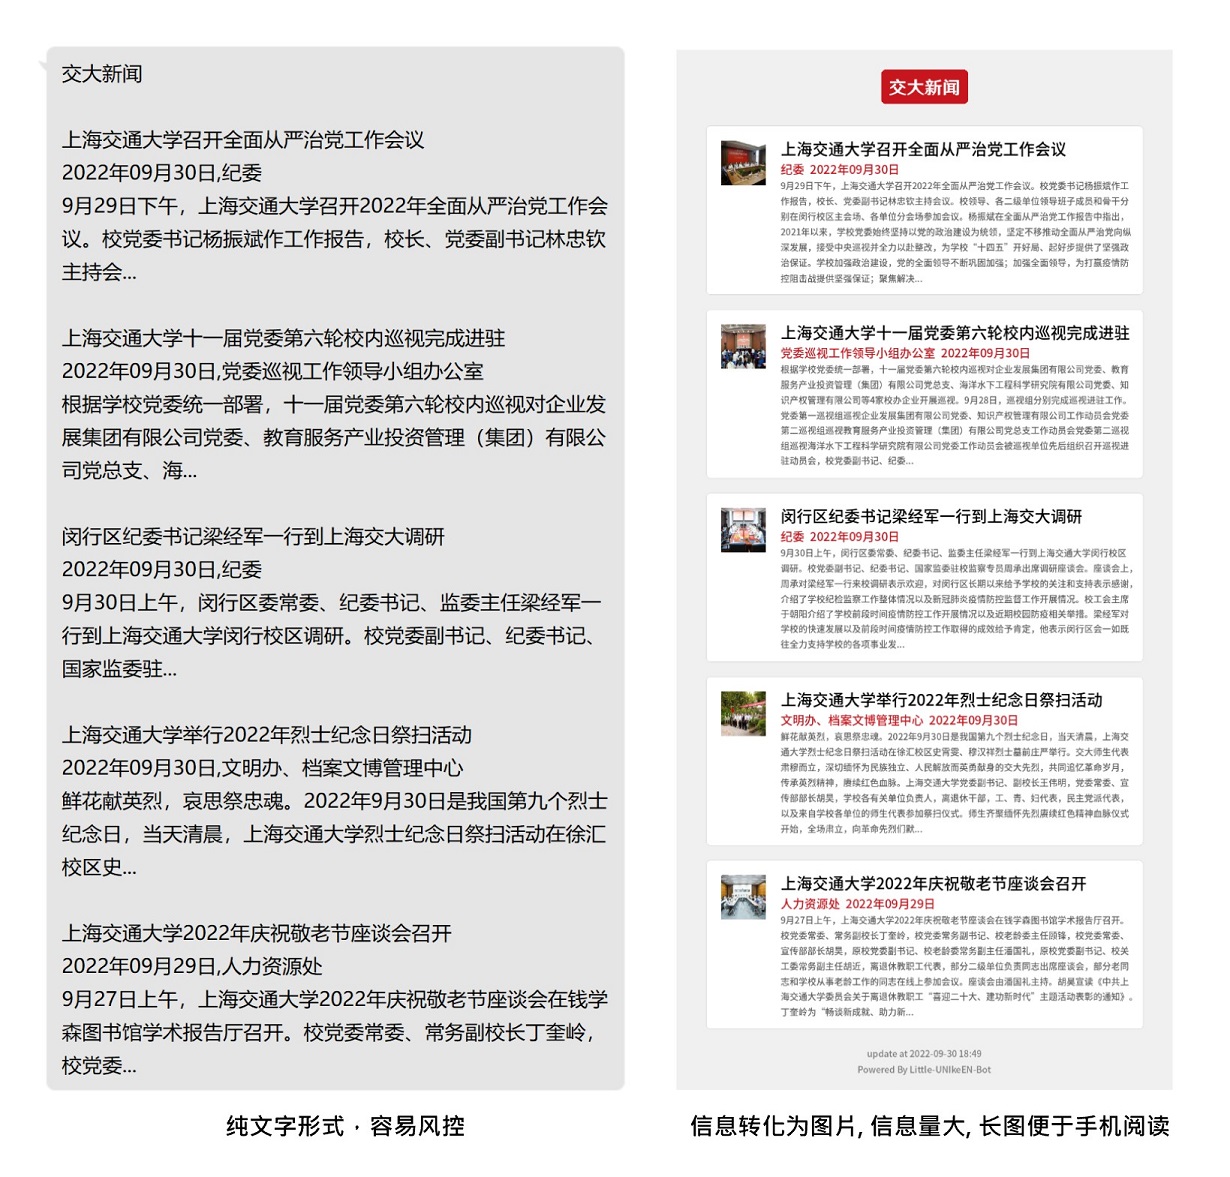 交大新闻
上海交通大学召开全面从严治党工作会议
2022年09月30日,纪委
9月29日下午，上海交通大学召开2022年全面从严治党工作会
议。校党委书记杨振斌作工作报告，校长、党委副书记林忠钦
主持会...
上海交通大学十一届党委第六轮校内巡视完成进驻
2022年09月30日,党委巡视工作领导小组办公室
根据学校党委统一部署，十一届党委第六轮校内巡视对企业发
展集团有限公司党委、教育服务产业投资管理（集团）有限公
司党总支、海...
闵行区纪委书记梁经军一行到上海交大调研
2022年09月30日,纪委
9月30日上午，闵行区委常委、纪委书记、监委主任梁经军一
行到上海交通大学闵行校区调研。校党委副书记、纪委书记、
国家监委驻...
上海交通大学举行2022年烈士纪念日祭扫活动
2022年09月30日,文明办、档案文博管理中心
鲜花献英烈，哀思祭忠魂。2022年9月30日是我国第九个烈士
纪念日，当天清晨，上海交通大学烈士纪念日祭扫活动在徐汇
校区史...
上海交通大学2022年庆祝敬老节座谈会召开
2022年09月29日,人力资源处
9月27日上午，上海交通大学2022年庆祝敬老节座谈会在钱学
森图书馆学术报告厅召开。校党委常委、常务副校长丁奎岭，
校党委...
纯文字形式·容易风控
交大新闻
上海交通大学召开全面从严治党工作会议
纪委 2022年09月30日
9月29日下午，上海交通大学召开2022年全面从严治党工作会议。校党委书记杨振斌作工
作报告，校长、党委副书记林忠钦主持会议。校领导、各二级单位领导班子成员和骨干分
别在闵行校区主会场、各单位分会场参加会议。杨振斌在全面从严治党工作报告中指出，
2021年以来，学校党委始终坚持以党的政治建设为统领，坚定不移推动全面从严治党向纵
深发展，接受中央巡视并全力以赴整改，为学校“十四五”开好局、起好步提供了坚强政
治保证。学校加强政治建设，党的全面领导不断巩固加强；加强全面领导，为打赢疫情防
控阻击战提供坚强保证；聚焦解决...
上海交通大学十一届党委第六轮校内巡视完成进驻
党委巡视工作领导小组办公室 2022年09月30日
根据学校党委统一部署，十一届党委第六轮校内巡视对企业发展集团有限公司党委、教育
服务产业投资管理（集团）有限公司党总支、海洋水下工程科学研究院有限公司党委、知
识产权管理有限公司等4家校办企业开展巡视。9月28日，巡视组分别完成巡视进驻工作。
党委第一巡视组巡视企业发展集团有限公司党委、知识产权管理有限公司工作动员会党委
第二巡视组巡视教育服务产业投资管理（集团）有限公司党总支工作动员会党委第二巡视
组巡视海洋水下工程科学研究院有限公司党委工作动员会被巡视单位先后组织召开巡视进
驻动员会，校党委副书记、纪委...
闵行区纪委书记梁经军一行到上海交大调研
纪委 2022年09月30日
9月30日上午，闵行区委常委、纪委书记、监委主任梁经军一行到上海交通大学闵行校区
调研。校党委副书记、纪委书记、国家监委驻校监察专员周承出席调研座谈会。座谈会上，
周承对梁经军一行来校调研表示欢迎，对闵行区长期以来给予学校的关注和支持表示感谢，
介绍了学校纪检监察工作整体情况以及新冠肺炎疫情防控监督工作开展情况。校工会主席
于朝阳介绍了学校前段时间疫情防控工作开展情况以及近期校园防疫相关举措。梁经军对
学校的快速发展以及前段时间疫情防控工作取得的成效给予肯定，他表示闵行区会一如既
往全力支持学校的各项事业发...
上海交通大学举行2022年烈士纪念日祭扫活动
文明办、档案文博管理中心 2022年09月30日
鲜花献英烈，哀思祭忠魂。2022年9月30日是我国第九个烈士纪念日，当天清晨，上海交
通大学烈士纪念日祭扫活动在徐汇校区史霄雯、穆汉祥烈士墓前庄严举行。交大师生代表
肃穆而立，深切缅怀为民族独立、人民解放而英勇献身的交大先烈，共同追忆革命岁月，
传承英烈精神，赓续红色血脉。上海交通大学党委副书记、副校长王伟明，党委常委、宣
传部部长胡昊，学校各有关单位负责人，离退休干部，工、青、妇代表，民主党派代表，
以及来自学校各单位的师生代表参加祭扫仪式。师生齐聚缅怀先烈赓续红色精神血脉仪式
开始，全场肃立，向革命先烈们默...
上海交通大学2022年庆祝敬老节座谈会召开
人力资源处 2022年09月29日
9月27日上午，上海交通大学2022年庆祝敬老节座谈会在钱学森图书馆学术报告厅召开。
校党委常委、常务副校长丁奎岭，校党委常务副书记、校老龄委主任顾锋，校党委常委、
宣传部部长胡昊，原校党委副书记、校老龄委常务副主任潘国礼，原校党委副书记、校关
工委常务副主任胡近，离退休教职工代表，部分二级单位负责同志出席座谈会，部分老同
志和学校从事老龄工作的同志在线上参加会议。座谈会由潘国礼主持。胡昊宣读《中共上
海交通大学委员会关于离退休教职工“喜迎二十大、建功新时代”主题活动表彰的通知》。
丁奎岭为“畅谈新成就、助力新...
update at 2022-09-30 18:49
Powered By Little-UNIkeEN-Bot
信息转化为图片, 信息量大, 长图便于手机阅读